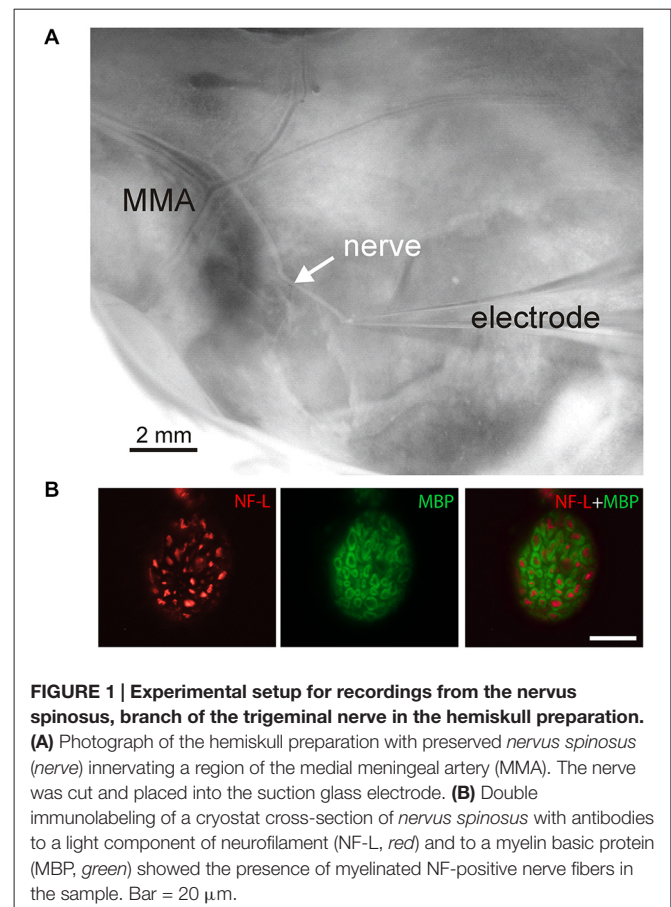 A
MMA
nerve
electrode
2 mm
B
NF-L
MBP
NF-L+MBP
FIGURE 1 | Experimental setup for recordings from the nervus
spinosus, branch of the trigeminal nerve in the hemiskull preparation.
(A) Photograph of the hemiskull preparation with preserved nervus spinosus
(nerve) innervating a region of the medial meningeal artery (MMA). The nerve
was cut and placed into the suction glass electrode. (B) Double
immunolabeling of a cryostat cross-section of nervus spinosus with antibodies
to a light component of neurofilament (NF-L, red) and to a myelin basic protein
(MBP, green) showed the presence of myelinated NF-positive nerve fibers in
the sample. Bar = 20 μm.